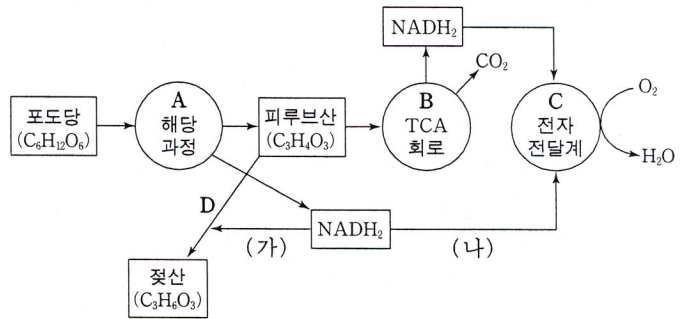 NADH₂
CO₂
포도당
(C₆H₁₂O₆)
A
해당
과정
피루브산
(C₃H₄O₃)
B
TCA
회로
C
전자
전달계
O₂
H₂O
D
NADH₂
(가)
(나)
젖산
(C₃H₆O₃)